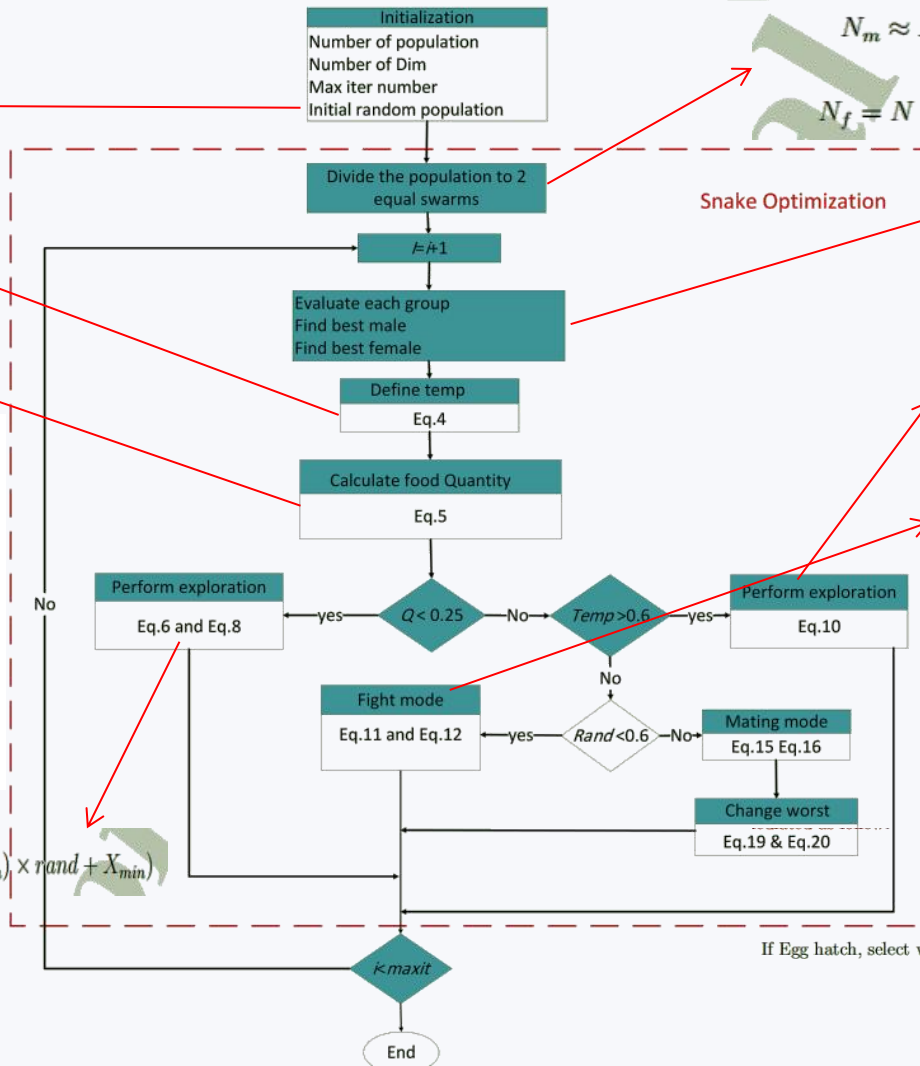 Initialization
Number of population
Number of Dim
Max iter number
Initial random population
N_m ≈
N_f = N
Divide the population to 2
equal swarms
Snake Optimization
i=i+1
Evaluate each group
Find best male
Find best female
Define temp
Eq.4
Calculate food Quantity
Eq.5
Perform exploration
Eq.6 and Eq.8
yes
Q< 0.25
No
Temp>0.6
yes
Perform exploration
Eq.10
No
No
Fight mode
Eq.11 and Eq.12
yes
Rand<0.6
No
Mating mode
Eq.15 Eq.16
Change worst
Eq.19 & Eq.20
) × rand + X_min)
If Egg hatch, select
i<maxit
End